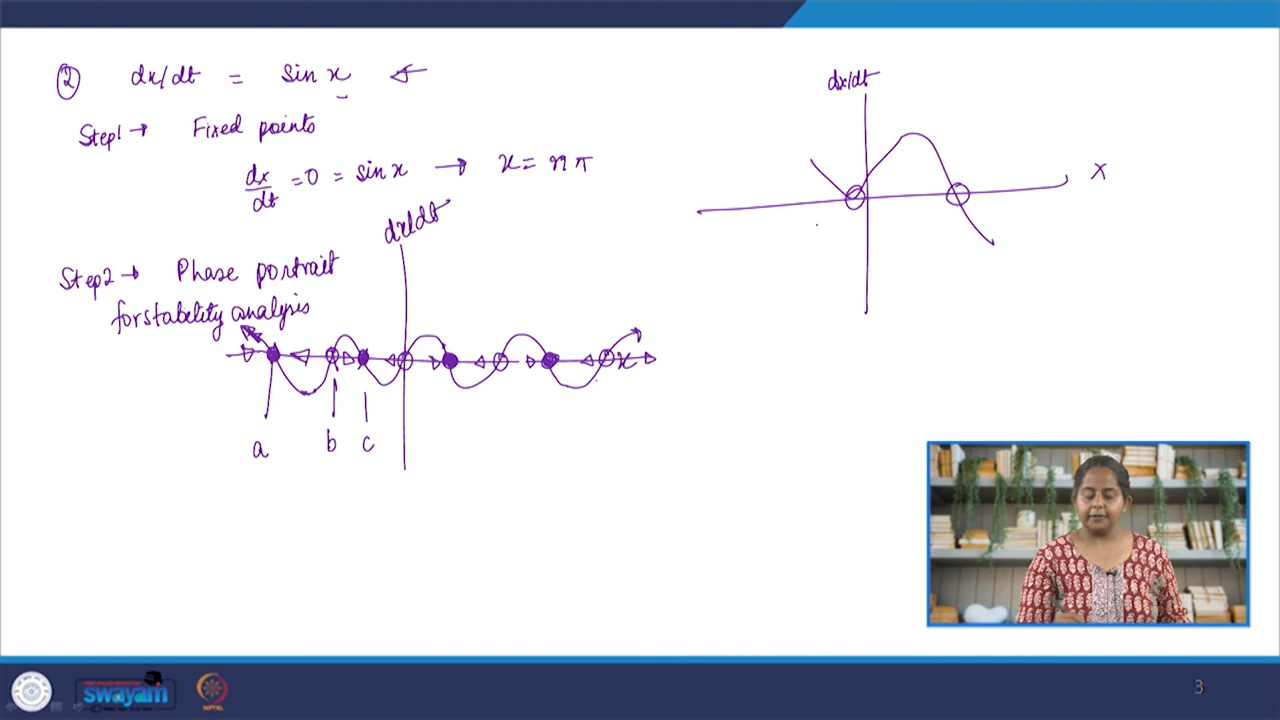 ② dx/dt = sin x ←
Step1 → Fixed points
dx/dt = 0 = sin x → x = nπ
dx/dt
Step2 → Phase portrait
for stability analysis
x
a b c
dx/dt
x
swayam
NPTEL
3